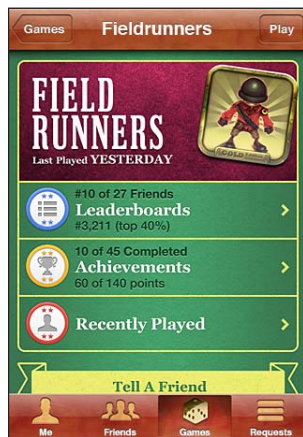 Games Fieldrunners Play
FIELD
RUNNERS
Last Played YESTERDAY
GOLD
#10 of 27 Friends
Leaderboards
#3,211 (top 40%)
10 of 45 Completed
Achievements
60 of 140 points
Recently Played
Tell A Friend
Me Friends Games Requests